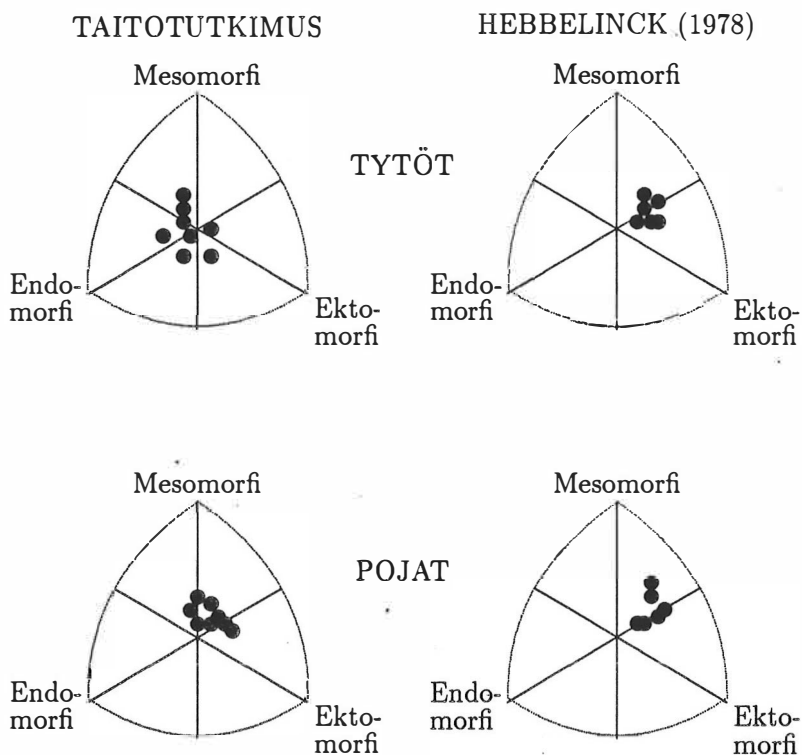 TAITOTUTKIMUS
HEBBELINCK (1978)
Mesomorfi
Mesomorfi
TYTÖT
Endo-
morfi
Ekto-
morfi
Endo-
morfi
Ekto-
morfi
Mesomorfi
Mesomorfi
POJAT
Endo-
morfi
Ekto-
morfi
Endo-
morfi
Ekto-
morfi